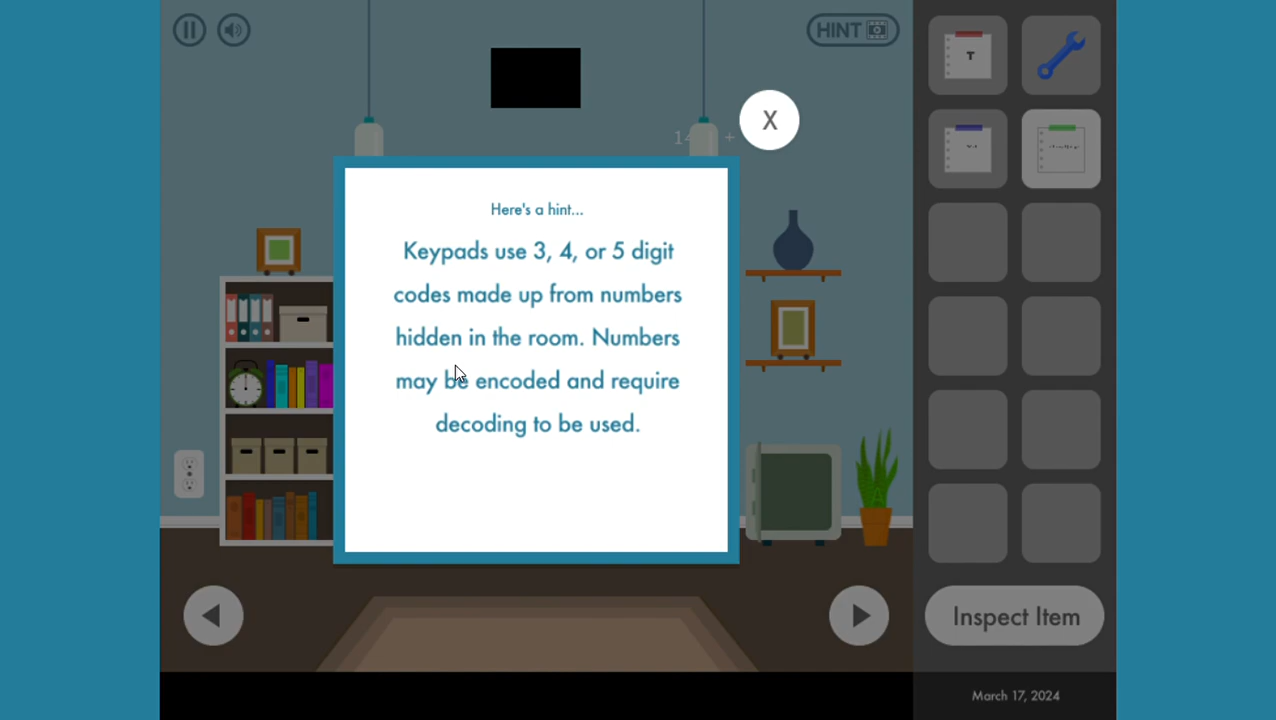 HINT
T
X
14 +
Here's a hint...
Keypads use 3, 4, or 5 digit
codes made up from numbers
hidden in the room. Numbers
may be encoded and require
decoding to be used.
A
Inspect Item
March 17, 2024